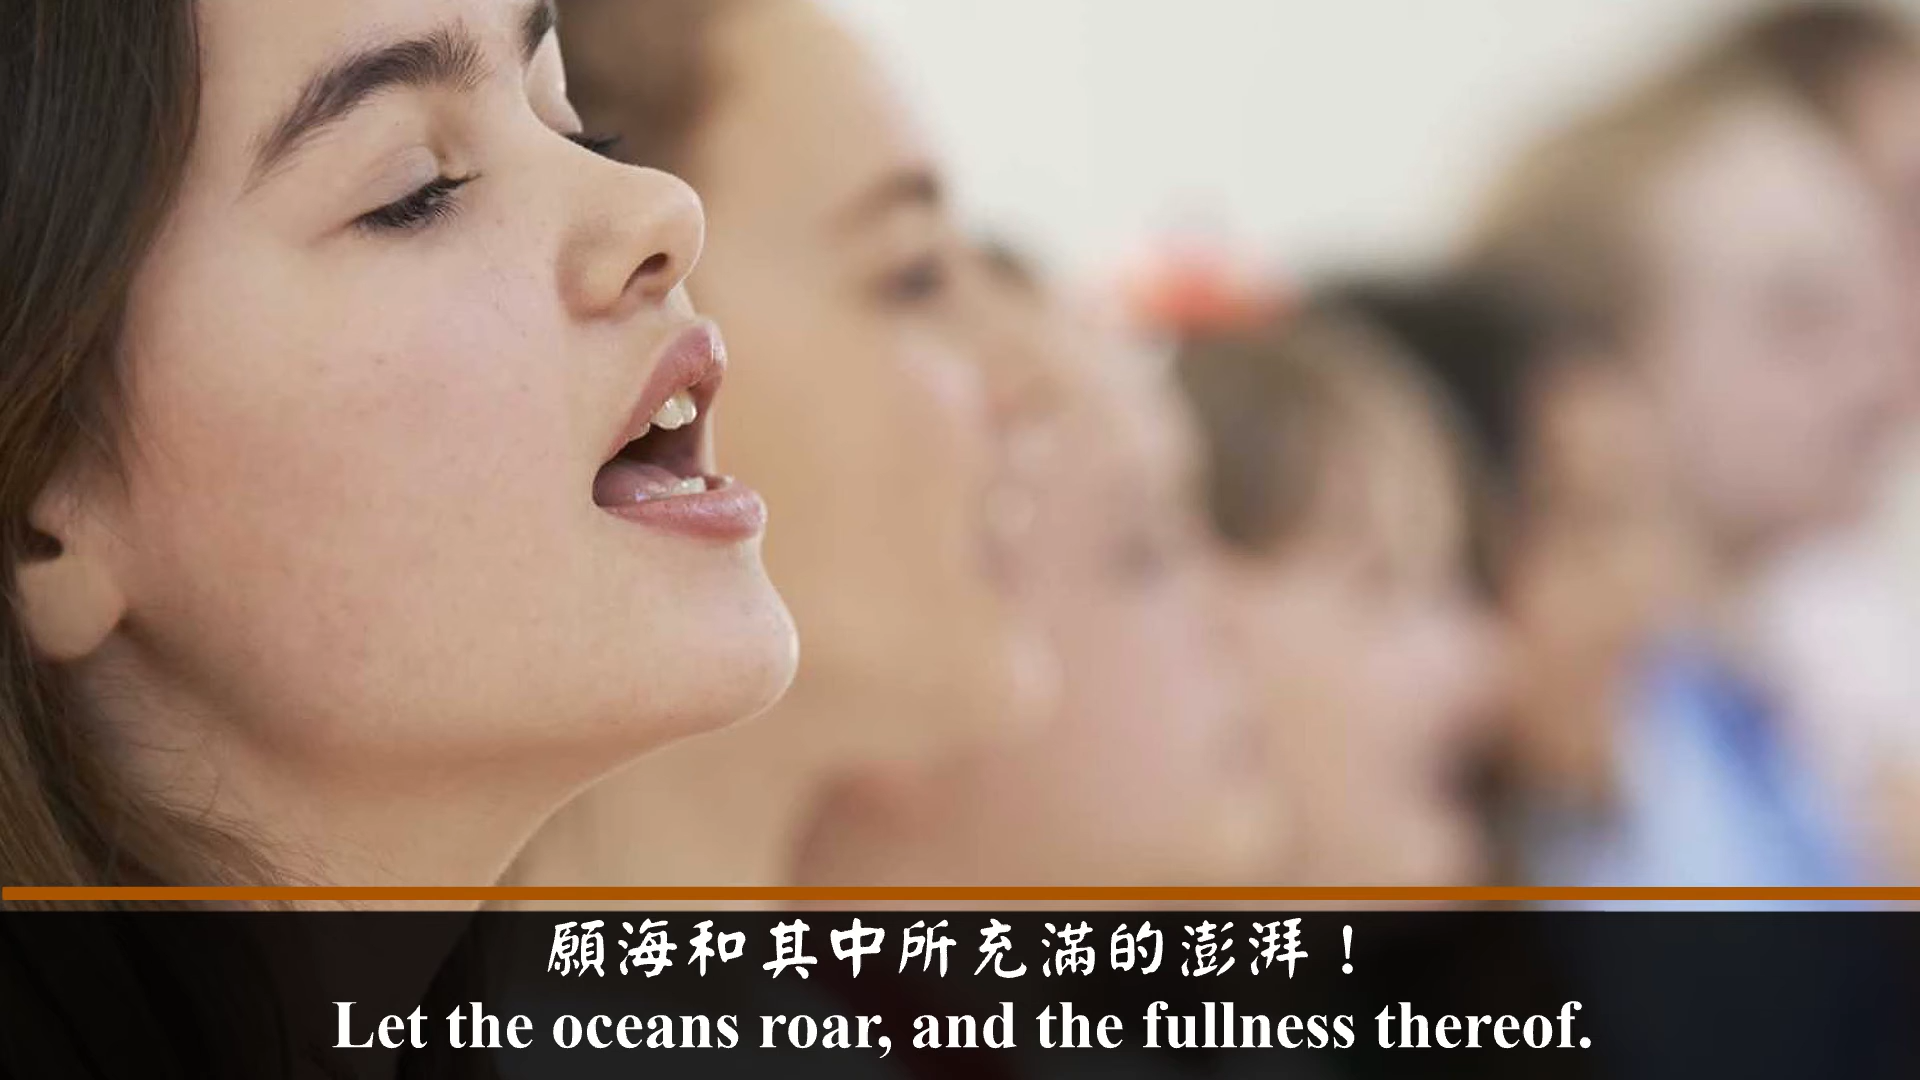 願海和其中所充滿的澎湃！
Let the oceans roar, and the fullness thereof.